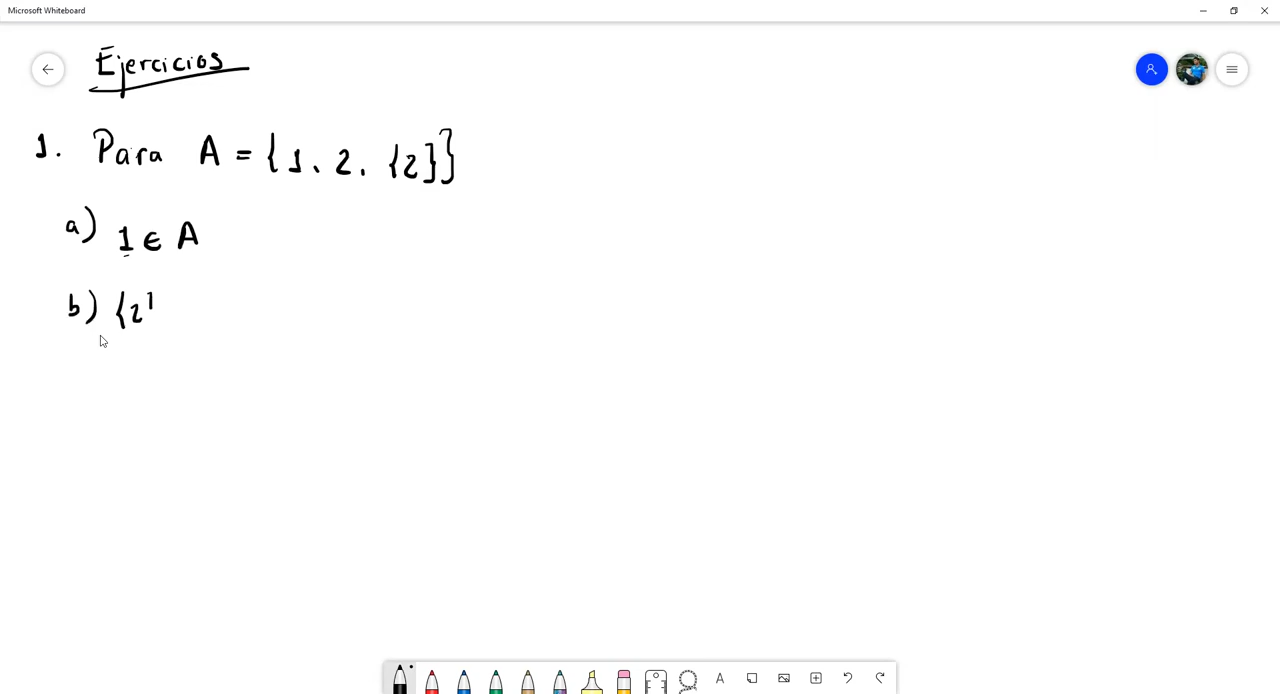 Microsoft Whiteboard
Ejercicios
1. Para A = {1, 2, {2}}
a) 1 ∈ A
b) {2
A